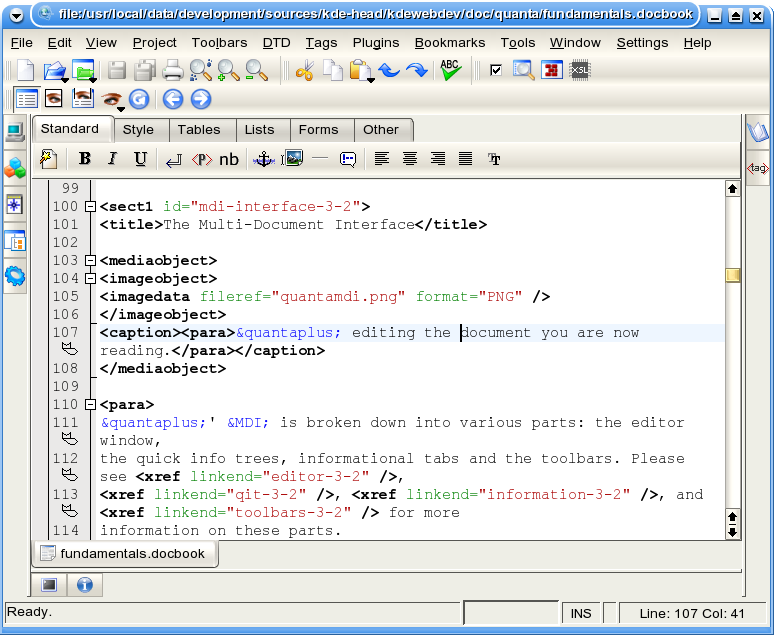 file:/usr/local/data/development/sources/kde-head/kdewebdev/doc/quanta/fundamentals.docbook
File Edit View Project Toolbars DTD Tags Plugins Bookmarks Tools Window Settings Help
ABC
XSL
Standard Style Tables Lists Forms Other
B I U <P> nb
<tag>
99
100 <sect1 id="mdi-interface-3-2">
101 <title>The Multi-Document Interface</title>
102
103 <mediaobject>
104 <imageobject>
105 <imagedata fileref="quantamdi.png" format="PNG" />
106 </imageobject>
107 <caption><para>&quantaplus; editing the document you are now
reading.</para></caption>
108 </mediaobject>
109
110 <para>
111 &quantaplus;' &MDI; is broken down into various parts: the editor
window,
112 the quick info trees, informational tabs and the toolbars. Please
see <xref linkend="editor-3-2" />,
113 <xref linkend="qit-3-2" />, <xref linkend="information-3-2" />, and
<xref linkend="toolbars-3-2" /> for more
114 information on these parts.
fundamentals.docbook
Ready. INS Line: 107 Col: 41